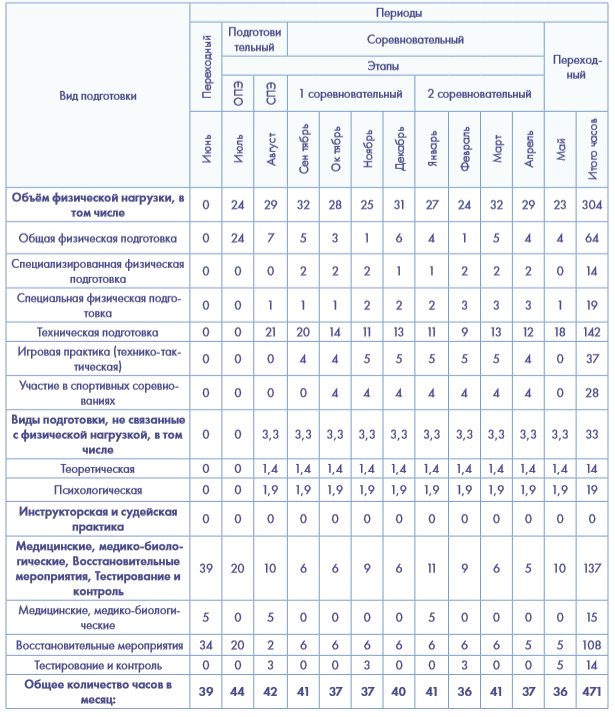 Вид подготовки
Периоды
Переходный
Подготови
тельный
Соревновательный
Переход-
ный
Этапы
ОПЭ
СПЭ
1 соревновательный
2 соревновательный
Июнь
Июль
Август
Сен тябрь
Ок тябрь
Ноябрь
Декабрь
Январь
Февраль
Март
Апрель
Май
Итого часов
Объём физической нагрузки, в
том числе
0 24 29 32 28 25 31 27 24 32 29 23 304
Общая физическая подготовка 0 24 7 5 3 1 6 4 1 5 4 4 64
Специализированная физическая
подготовка
0 0 0 2 2 2 1 1 2 2 2 0 14
Специальная физическая подго-
товка
0 0 1 1 1 2 2 2 3 3 3 1 19
Техническая подготовка 0 0 21 20 14 11 13 11 9 13 12 18 142
Игровая практика (технико-так-
тическая)
0 0 0 4 4 5 5 5 5 5 4 0 37
Участие в спортивных соревно-
ваниях
0 0 0 0 4 4 4 4 4 4 4 0 28
Виды подготовки, не связанные
с физической нагрузкой, в том
числе
0 0 3,3 3,3 3,3 3,3 3,3 3,3 3,3 3,3 3,3 3,3 33
Теоретическая 0 0 1,4 1,4 1,4 1,4 1,4 1,4 1,4 1,4 1,4 1,4 14
Психологическая 0 0 1,9 1,9 1,9 1,9 1,9 1,9 1,9 1,9 1,9 1,9 19
Инструкторская и судейская
практика
0 0 0 0 0 0 0 0 0 0 0 0 0
Медицинские, медико-биоло-
гические, Восстановительные
мероприятия, Тестирование и
контроль
39 20 10 6 6 9 6 11 9 6 5 10 137
Медицинские, медико-биологи-
ческие
5 0 5 0 0 0 0 5 0 0 0 0 15
Восстановительные мероприятия 34 20 2 6 6 6 6 6 6 6 5 5 108
Тестирование и контроль 0 0 3 0 0 3 0 0 3 0 0 5 14
Общее количество часов в
месяц:
39 44 42 41 37 37 40 41 36 41 37 36 471